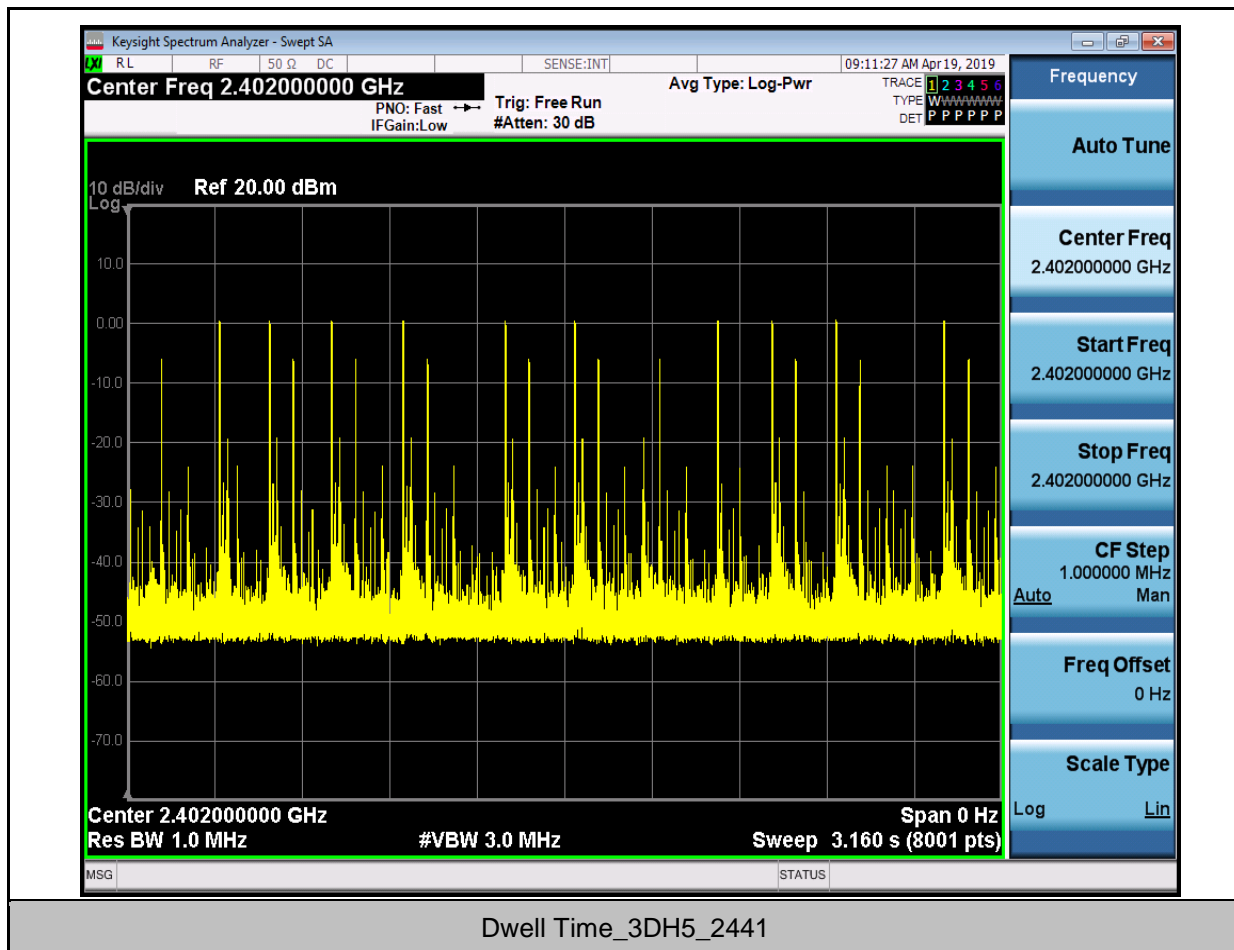 Keysight Spectrum Analyzer - Swept SA
LXI RL RF 50 Ω DC SENSE:INT 09:11:27 AM Apr 19, 2019
Center Freq 2.402000000 GHz
PNO: Fast
IFGain:Low
Trig: Free Run
#Atten: 30 dB
Avg Type: Log-Pwr
TRACE 1 2 3 4 5 6
TYPE WWWWWW
DET P P P P P P
10 dB/div Ref 20.00 dBm
Log
10.0
0.00
-10.0
-20.0
-30.0
-40.0
-50.0
-60.0
-70.0
Center 2.402000000 GHz Span 0 Hz
Res BW 1.0 MHz #VBW 3.0 MHz Sweep 3.160 s (8001 pts)
MSG STATUS
Frequency
Auto Tune
Center Freq
2.402000000 GHz
Start Freq
2.402000000 GHz
Stop Freq
2.402000000 GHz
CF Step
1.000000 MHz
Auto Man
Freq Offset
0 Hz
Scale Type
Log Lin
Dwell Time_3DH5_2441